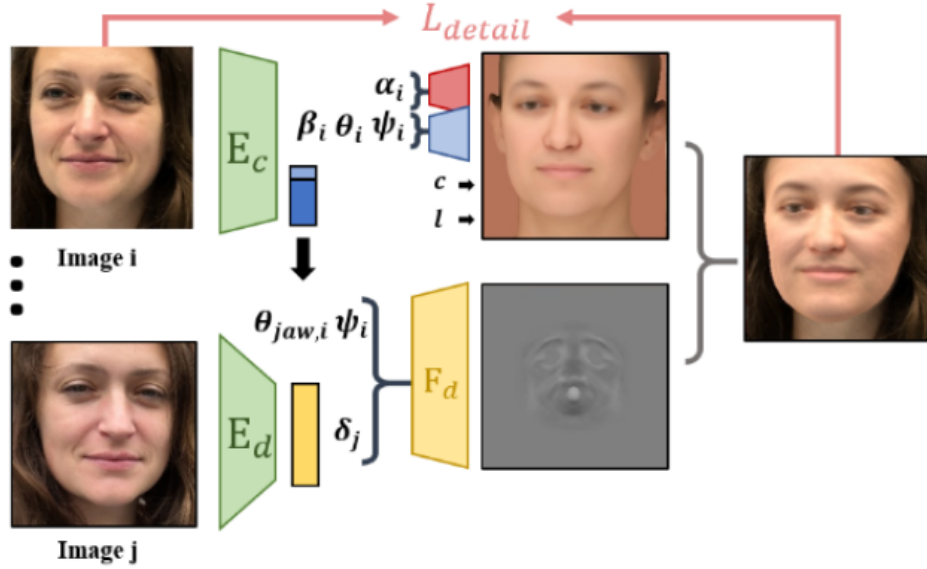 L_detail
α_i
E_c
β_i θ_i ψ_i
c
l
Image i
θ_jaw,i ψ_i
F_d
E_d
δ_j
Image j